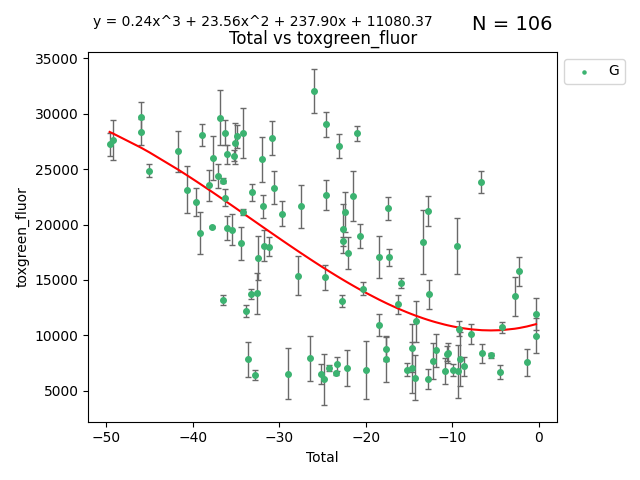 y = 0.24x^3 + 23.56x^2 + 237.90x + 11080.37
N = 106
Total vs toxgreen_fluor
G
35000
30000
25000
20000
15000
10000
5000
toxgreen_fluor
−50
−40
−30
−20
−10
0
Total